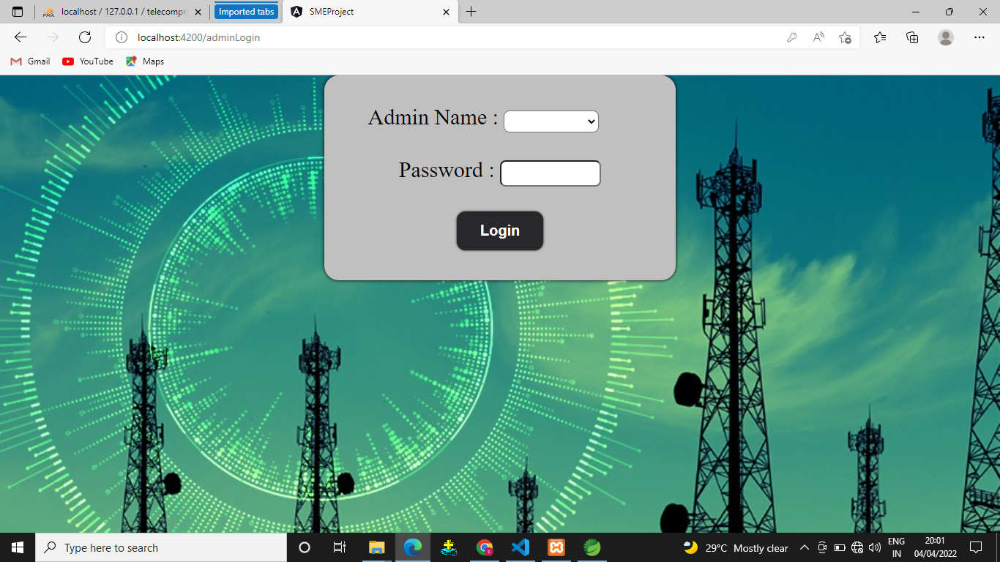 localhost / 127.0.0.1 / telecompro
Imported tabs
SMEProject
localhost:4200/adminLogin
Gmail
YouTube
Maps
Admin Name :
Password :
Login
Type here to search
29°C Mostly clear
ENG
IN
20:01
04/04/2022